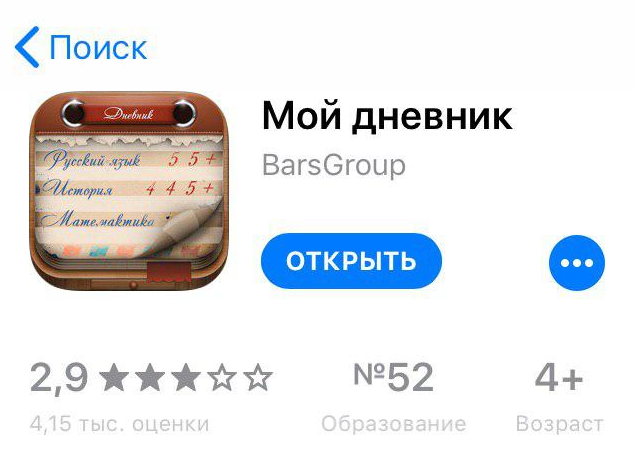 Поиск
Дневник
Русский язык 5 5+
История 4 4 5+
Математика
Мой дневник
BarsGroup
ОТКРЫТЬ
2,9
№52
4+
4,15 тыс. оценки
Образование
Возраст